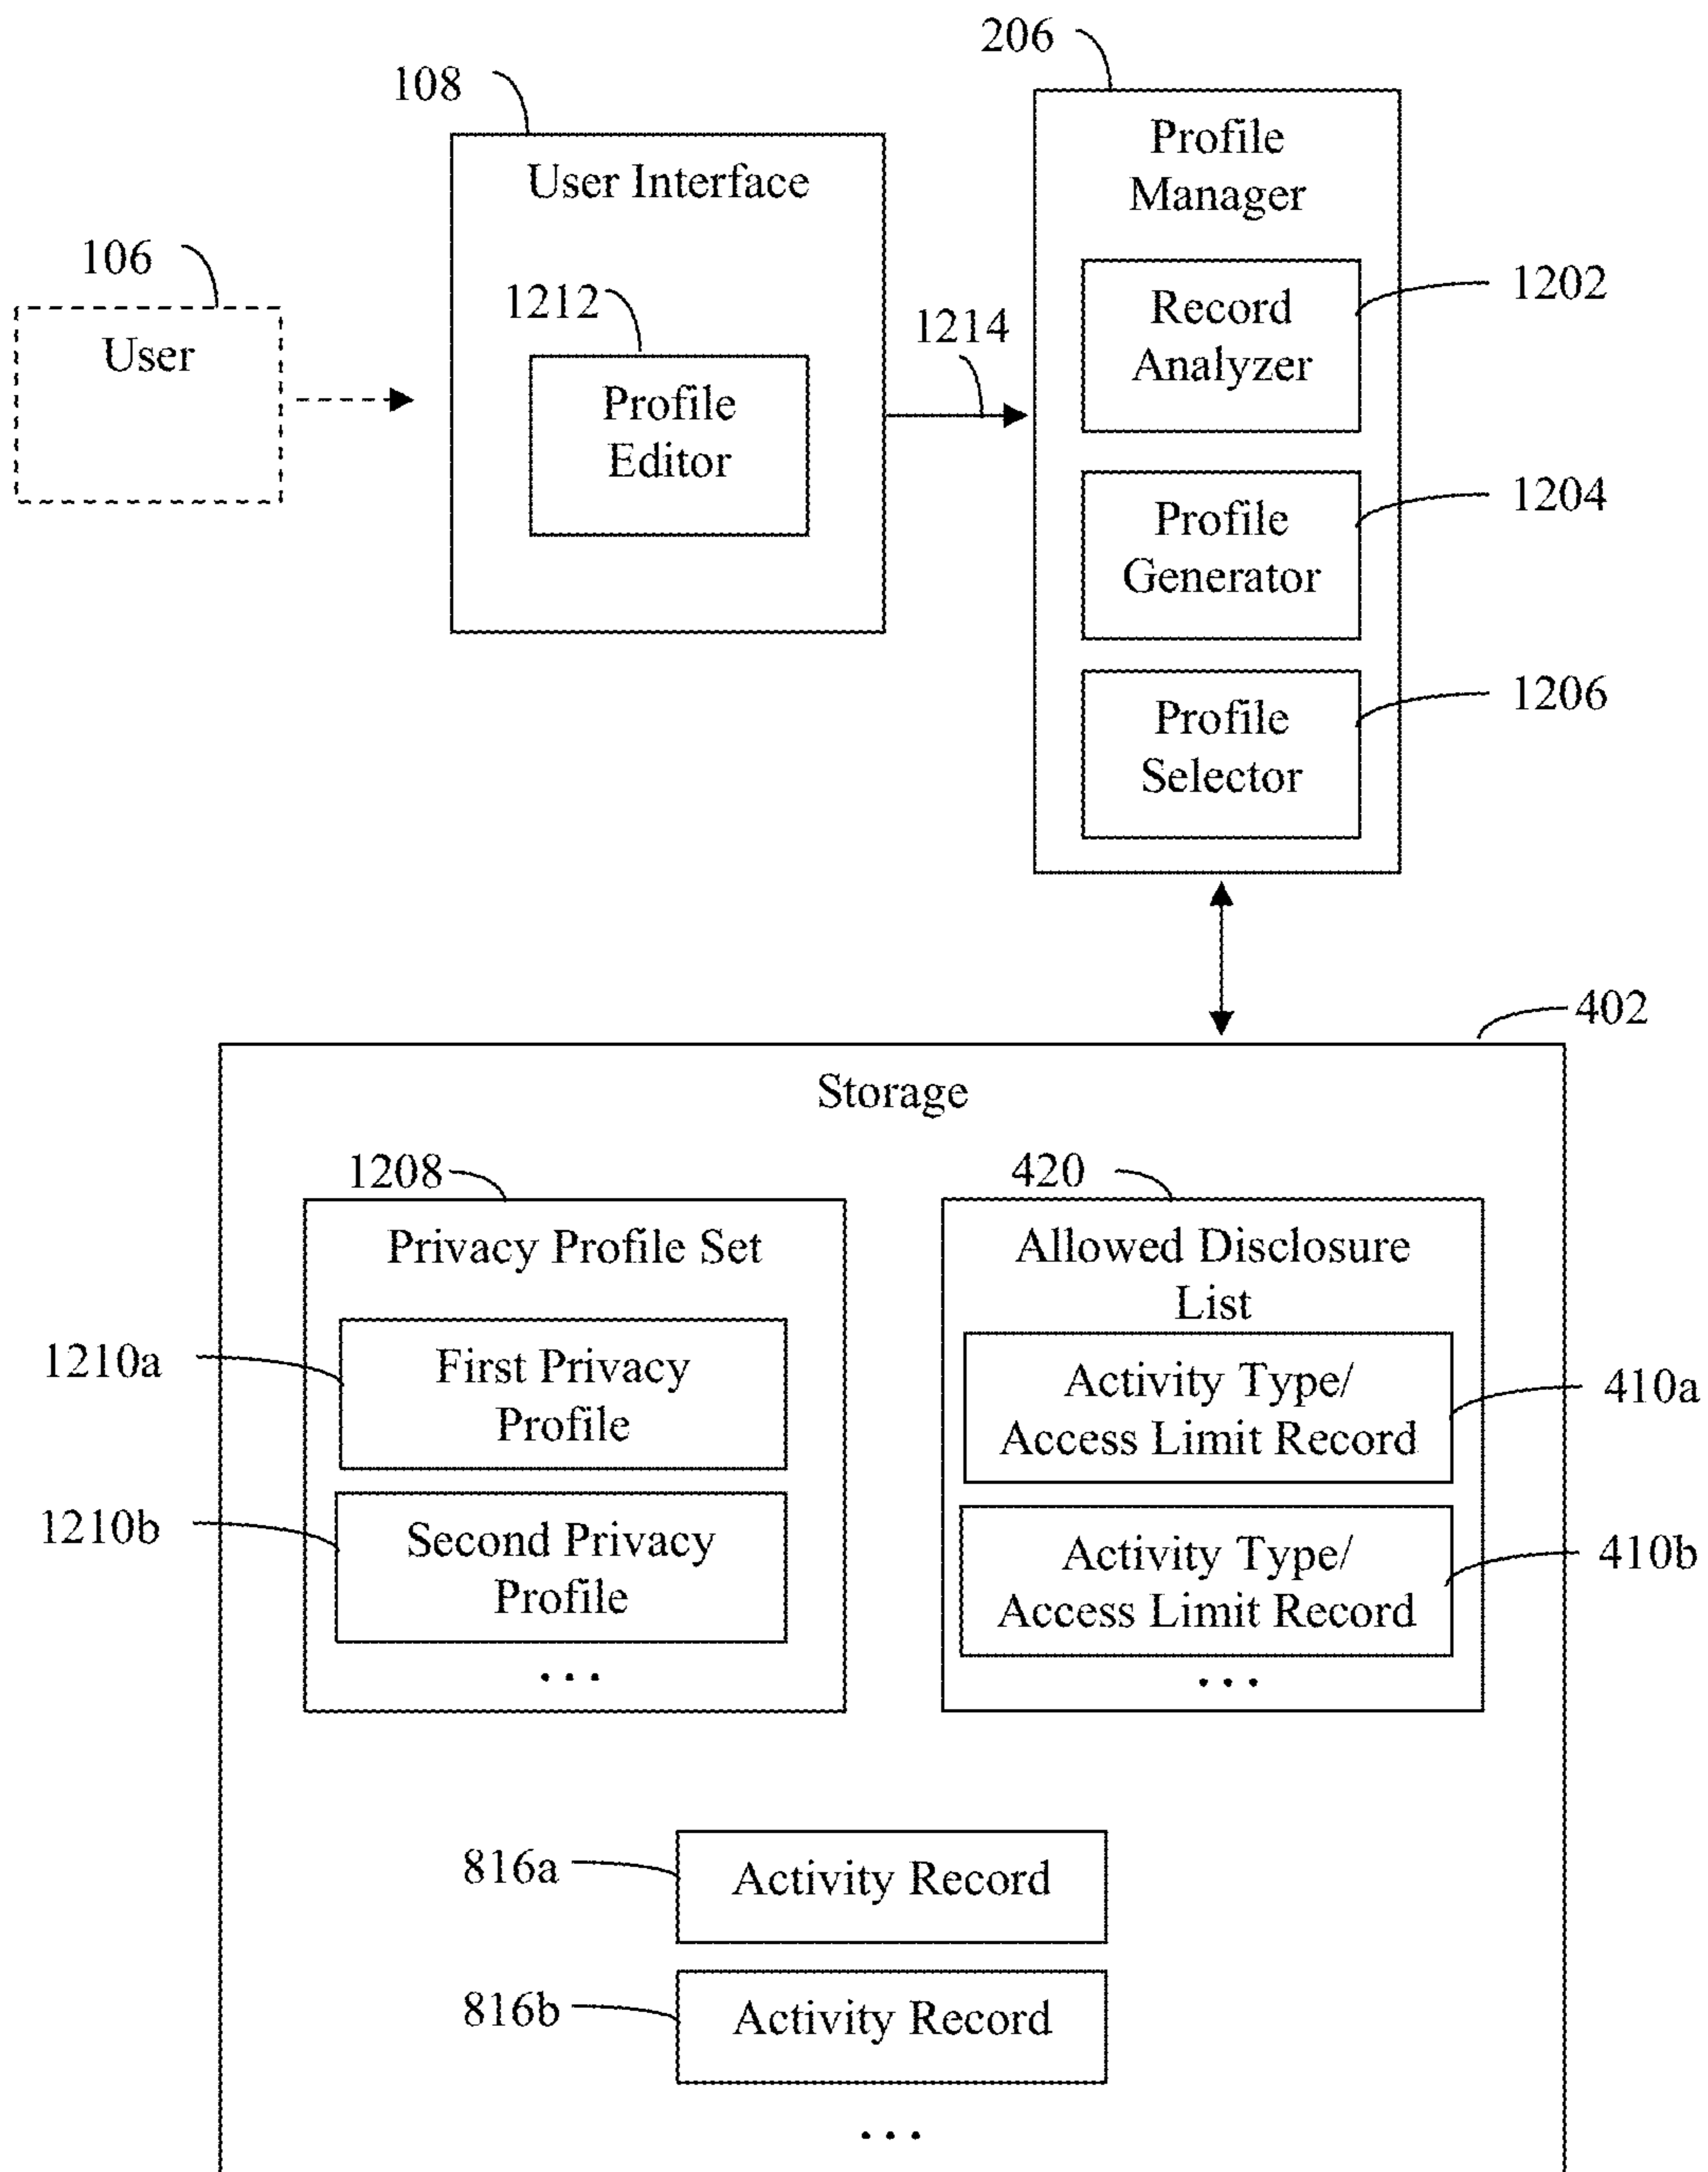 206
108
Profile
Manager
User Interface
106
1212
1202
Record
Analyzer
User
1214
Profile
Editor
1204
Profile
Generator
1206
Profile
Selector
402
Storage
1208
420
Privacy Profile Set
Allowed Disclosure
List
1210a
First Privacy
Profile
Activity Type/
Access Limit Record
410a
1210b
Second Privacy
Profile
Activity Type/
Access Limit Record
410b
...
...
816a
Activity Record
816b
Activity Record
...